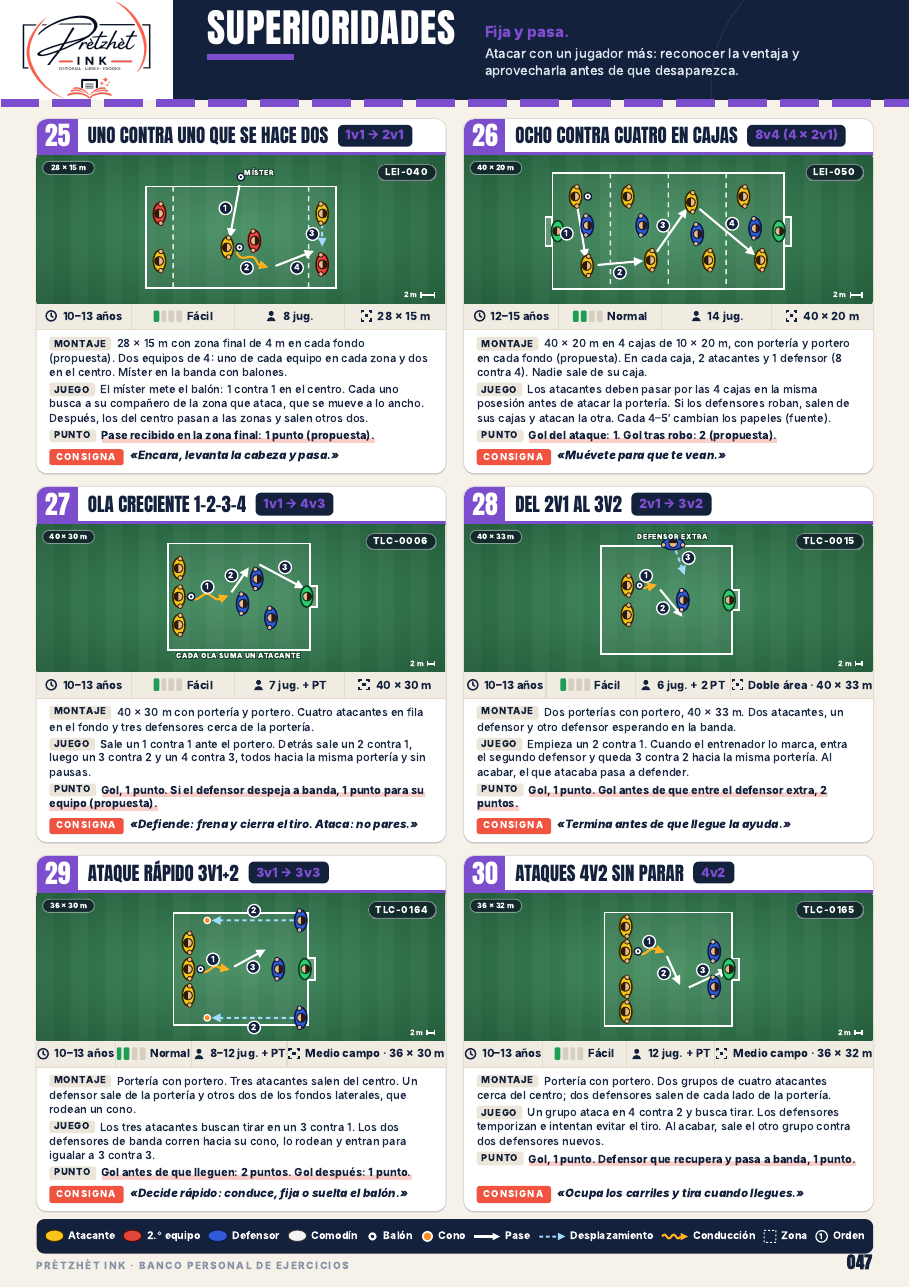 Prètzhèt
INK
EDITORIAL · LIBRES · EBOOKS
SUPERIORIDADES
Fija y pasa.
Atacar con un jugador más: reconocer la ventaja y
aprovecharla antes de que desaparezca.
25 UNO CONTRA UNO QUE SE HACE DOS 1v1 → 2v1
28 × 15 m
MÍSTER
LEI-040
1
2
3
4
2 m
10–13 años Fácil 8 jug. 28 × 15 m
MONTAJE 28 × 15 m con zona final de 4 m en cada fondo
(propuesta). Dos equipos de 4: uno de cada equipo en cada zona y dos
en el centro. Míster en la banda con balones.
JUEGO El míster mete el balón: 1 contra 1 en el centro. Cada uno
busca a su compañero de la zona que ataca, que se mueve a lo ancho.
Después, los del centro pasan a las zonas y salen otros dos.
PUNTO Pase recibido en la zona final: 1 punto (propuesta).
CONSIGNA «Encara, levanta la cabeza y pasa.»
26 OCHO CONTRA CUATRO EN CAJAS 8v4 (4 × 2v1)
40 × 20 m
LEI-050
1
2
3
4
2 m
12–15 años Normal 14 jug. 40 × 20 m
MONTAJE 40 × 20 m en 4 cajas de 10 × 20 m, con portería y portero
en cada fondo (propuesta). En cada caja, 2 atacantes y 1 defensor (8
contra 4). Nadie sale de su caja.
JUEGO Los atacantes deben pasar por las 4 cajas en la misma
posesión antes de atacar la portería. Si los defensores roban, salen de
sus cajas y atacan la otra. Cada 4–5' cambian los papeles (fuente).
PUNTO Gol del ataque: 1. Gol tras robo: 2 (propuesta).
CONSIGNA «Muévete para que te vean.»
27 OLA CRECIENTE 1-2-3-4 1v1 → 4v3
40 × 30 m
TLC-0006
1
2
3
CADA OLA SUMA UN ATACANTE
2 m
10–13 años Fácil 7 jug. + PT 40 × 30 m
MONTAJE 40 × 30 m con portería y portero. Cuatro atacantes en fila
en el fondo y tres defensores cerca de la portería.
JUEGO Sale un 1 contra 1 ante el portero. Detrás sale un 2 contra 1,
luego un 3 contra 2 y un 4 contra 3, todos hacia la misma portería y sin
pausas.
PUNTO Gol, 1 punto. Si el defensor despeja a banda, 1 punto para su
equipo (propuesta).
CONSIGNA «Defiende: frena y cierra el tiro. Ataca: no pares.»
28 DEL 2V1 AL 3V2 2v1 → 3v2
40 × 33 m
DEFENSOR EXTRA
TLC-0015
1
2
3
2 m
10–13 años Fácil 6 jug. + 2 PT Doble área · 40 × 33 m
MONTAJE Dos porterías con portero, 40 × 33 m. Dos atacantes, un
defensor y otro defensor esperando en la banda.
JUEGO Empieza un 2 contra 1. Cuando el entrenador lo marca, entra
el segundo defensor y queda 3 contra 2 hacia la misma portería. Al
acabar, el que atacaba pasa a defender.
PUNTO Gol, 1 punto. Gol antes de que entre el defensor extra, 2
puntos.
CONSIGNA «Termina antes de que llegue la ayuda.»
29 ATAQUE RÁPIDO 3V1+2 3v1 → 3v3
36 × 30 m
TLC-0164
2
1
3
2
2 m
10–13 años Normal 8–12 jug. + PT Medio campo · 36 × 30 m
MONTAJE Portería con portero. Tres atacantes salen del centro. Un
defensor sale de la portería y otros dos de los fondos laterales, que
rodean un cono.
JUEGO Los tres atacantes buscan tirar en un 3 contra 1. Los dos
defensores de banda corren hacia su cono, lo rodean y entran para
igualar a 3 contra 3.
PUNTO Gol antes de que lleguen: 2 puntos. Gol después: 1 punto.
CONSIGNA «Decide rápido: conduce, fija o suelta el balón.»
30 ATAQUES 4V2 SIN PARAR 4v2
36 × 32 m
TLC-0165
1
2
3
2 m
10–13 años Fácil 12 jug. + PT Medio campo · 36 × 32 m
MONTAJE Portería con portero. Dos grupos de cuatro atacantes
cerca del centro; dos defensores salen de cada lado de la portería.
JUEGO Un grupo ataca en 4 contra 2 y busca tirar. Los defensores
temporizan e intentan evitar el tiro. Al acabar, sale el otro grupo contra
dos defensores nuevos.
PUNTO Gol, 1 punto. Defensor que recupera y pasa a banda, 1 punto.
CONSIGNA «Ocupa los carriles y tira cuando llegues.»
Atacante 2.º equipo Defensor Comodín Balón Cono Pase Desplazamiento Conducción Zona 1 Orden
PRÈTZHÈT INK · BANCO PERSONAL DE EJERCICIOS 047